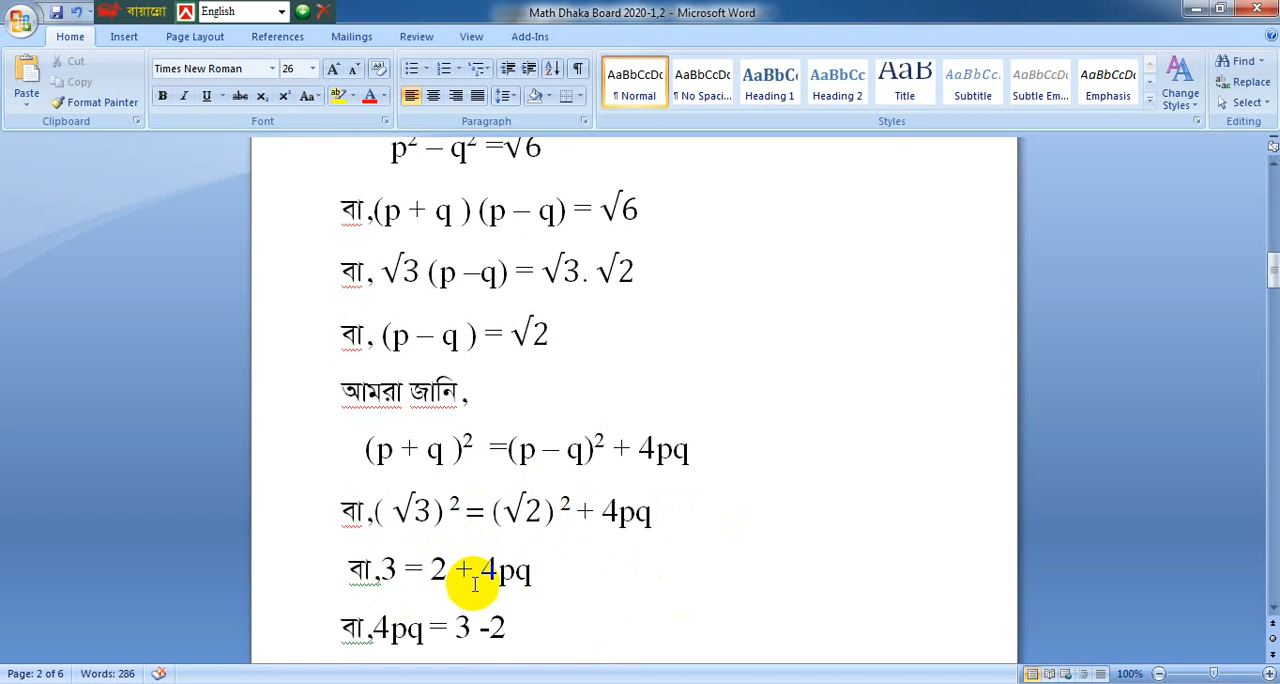 Math Dhaka Board 2020-1,2 - Microsoft Word
বায়ান্নো English
Home Insert Page Layout References Mailings Review View Add-Ins
Paste Cut Copy Format Painter
Times New Roman 26
AaBbCcDc AaBbCcDc AaBbC AaBbCc AaB AaBbCc. AaBbCcDc AaBbCcDc
¶ Normal ¶ No Spaci... Heading 1 Heading 2 Title Subtitle Subtle Em... Emphasis
Change Styles
Find Replace Select
Clipboard Font Paragraph Styles Editing
p² – q² =√6
বা,(p + q ) (p – q) = √6
বা, √3 (p –q) = √3. √2
বা, (p – q ) = √2
আমরা জানি,
(p + q )² =(p – q)² + 4pq
বা,( √3) ² = (√2) ² + 4pq
বা,3 = 2 + 4pq
বা,4pq = 3 -2
Page: 2 of 6 Words: 286 100%